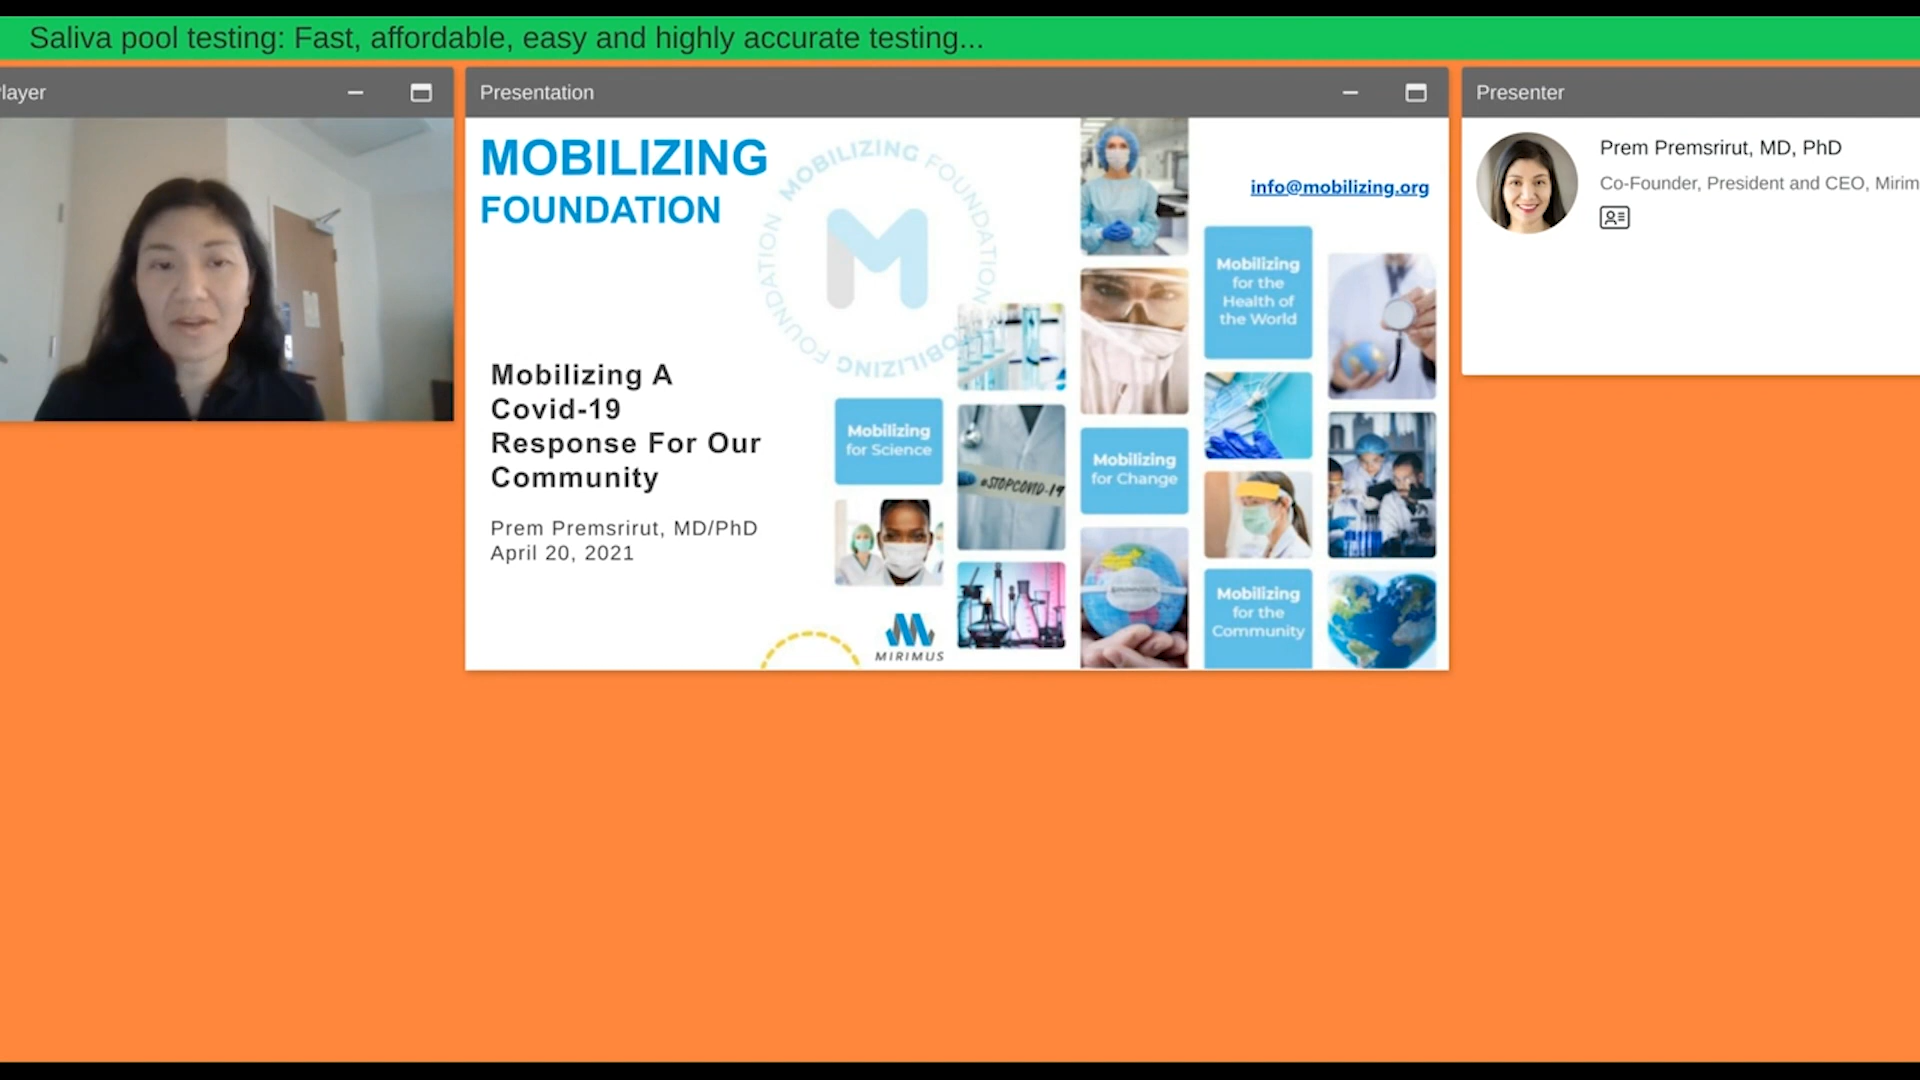 Saliva pool testing: Fast, affordable, easy and highly accurate testing...
layer
Presentation
Presenter
MOBILIZING
FOUNDATION
MOBILIZING FOUNDATION MOBILIZING FOUNDATION
M
info@mobilizing.org
Prem Premsrirut, MD, PhD
Co-Founder, President and CEO, Mirim
Mobilizing A
Covid-19
Response For Our
Community
Prem Premsrirut, MD/PhD
April 20, 2021
Mobilizing
for Science
#STOPCOVID-19
MIRIMUS
Mobilizing
for Change
Mobilizing
for the
Health of
the World
Mobilizing
for the
Community